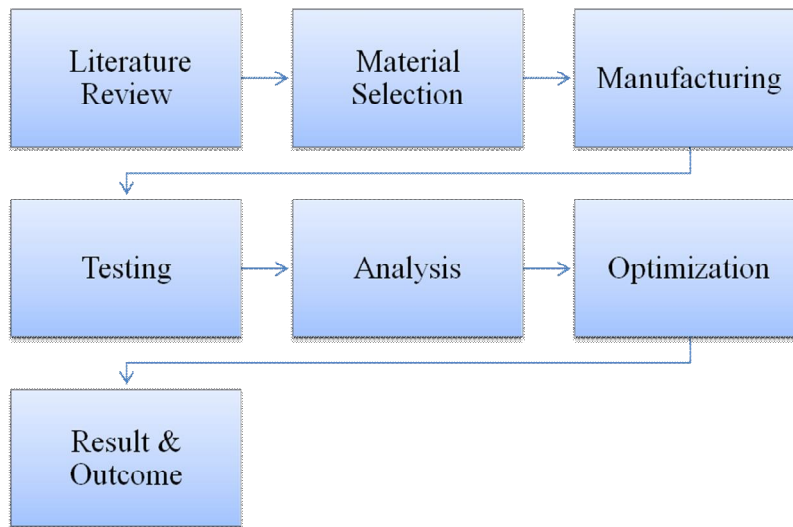 Literature
Review
Material
Selection
Manufacturing
Testing
Analysis
Optimization
Result &
Outcome